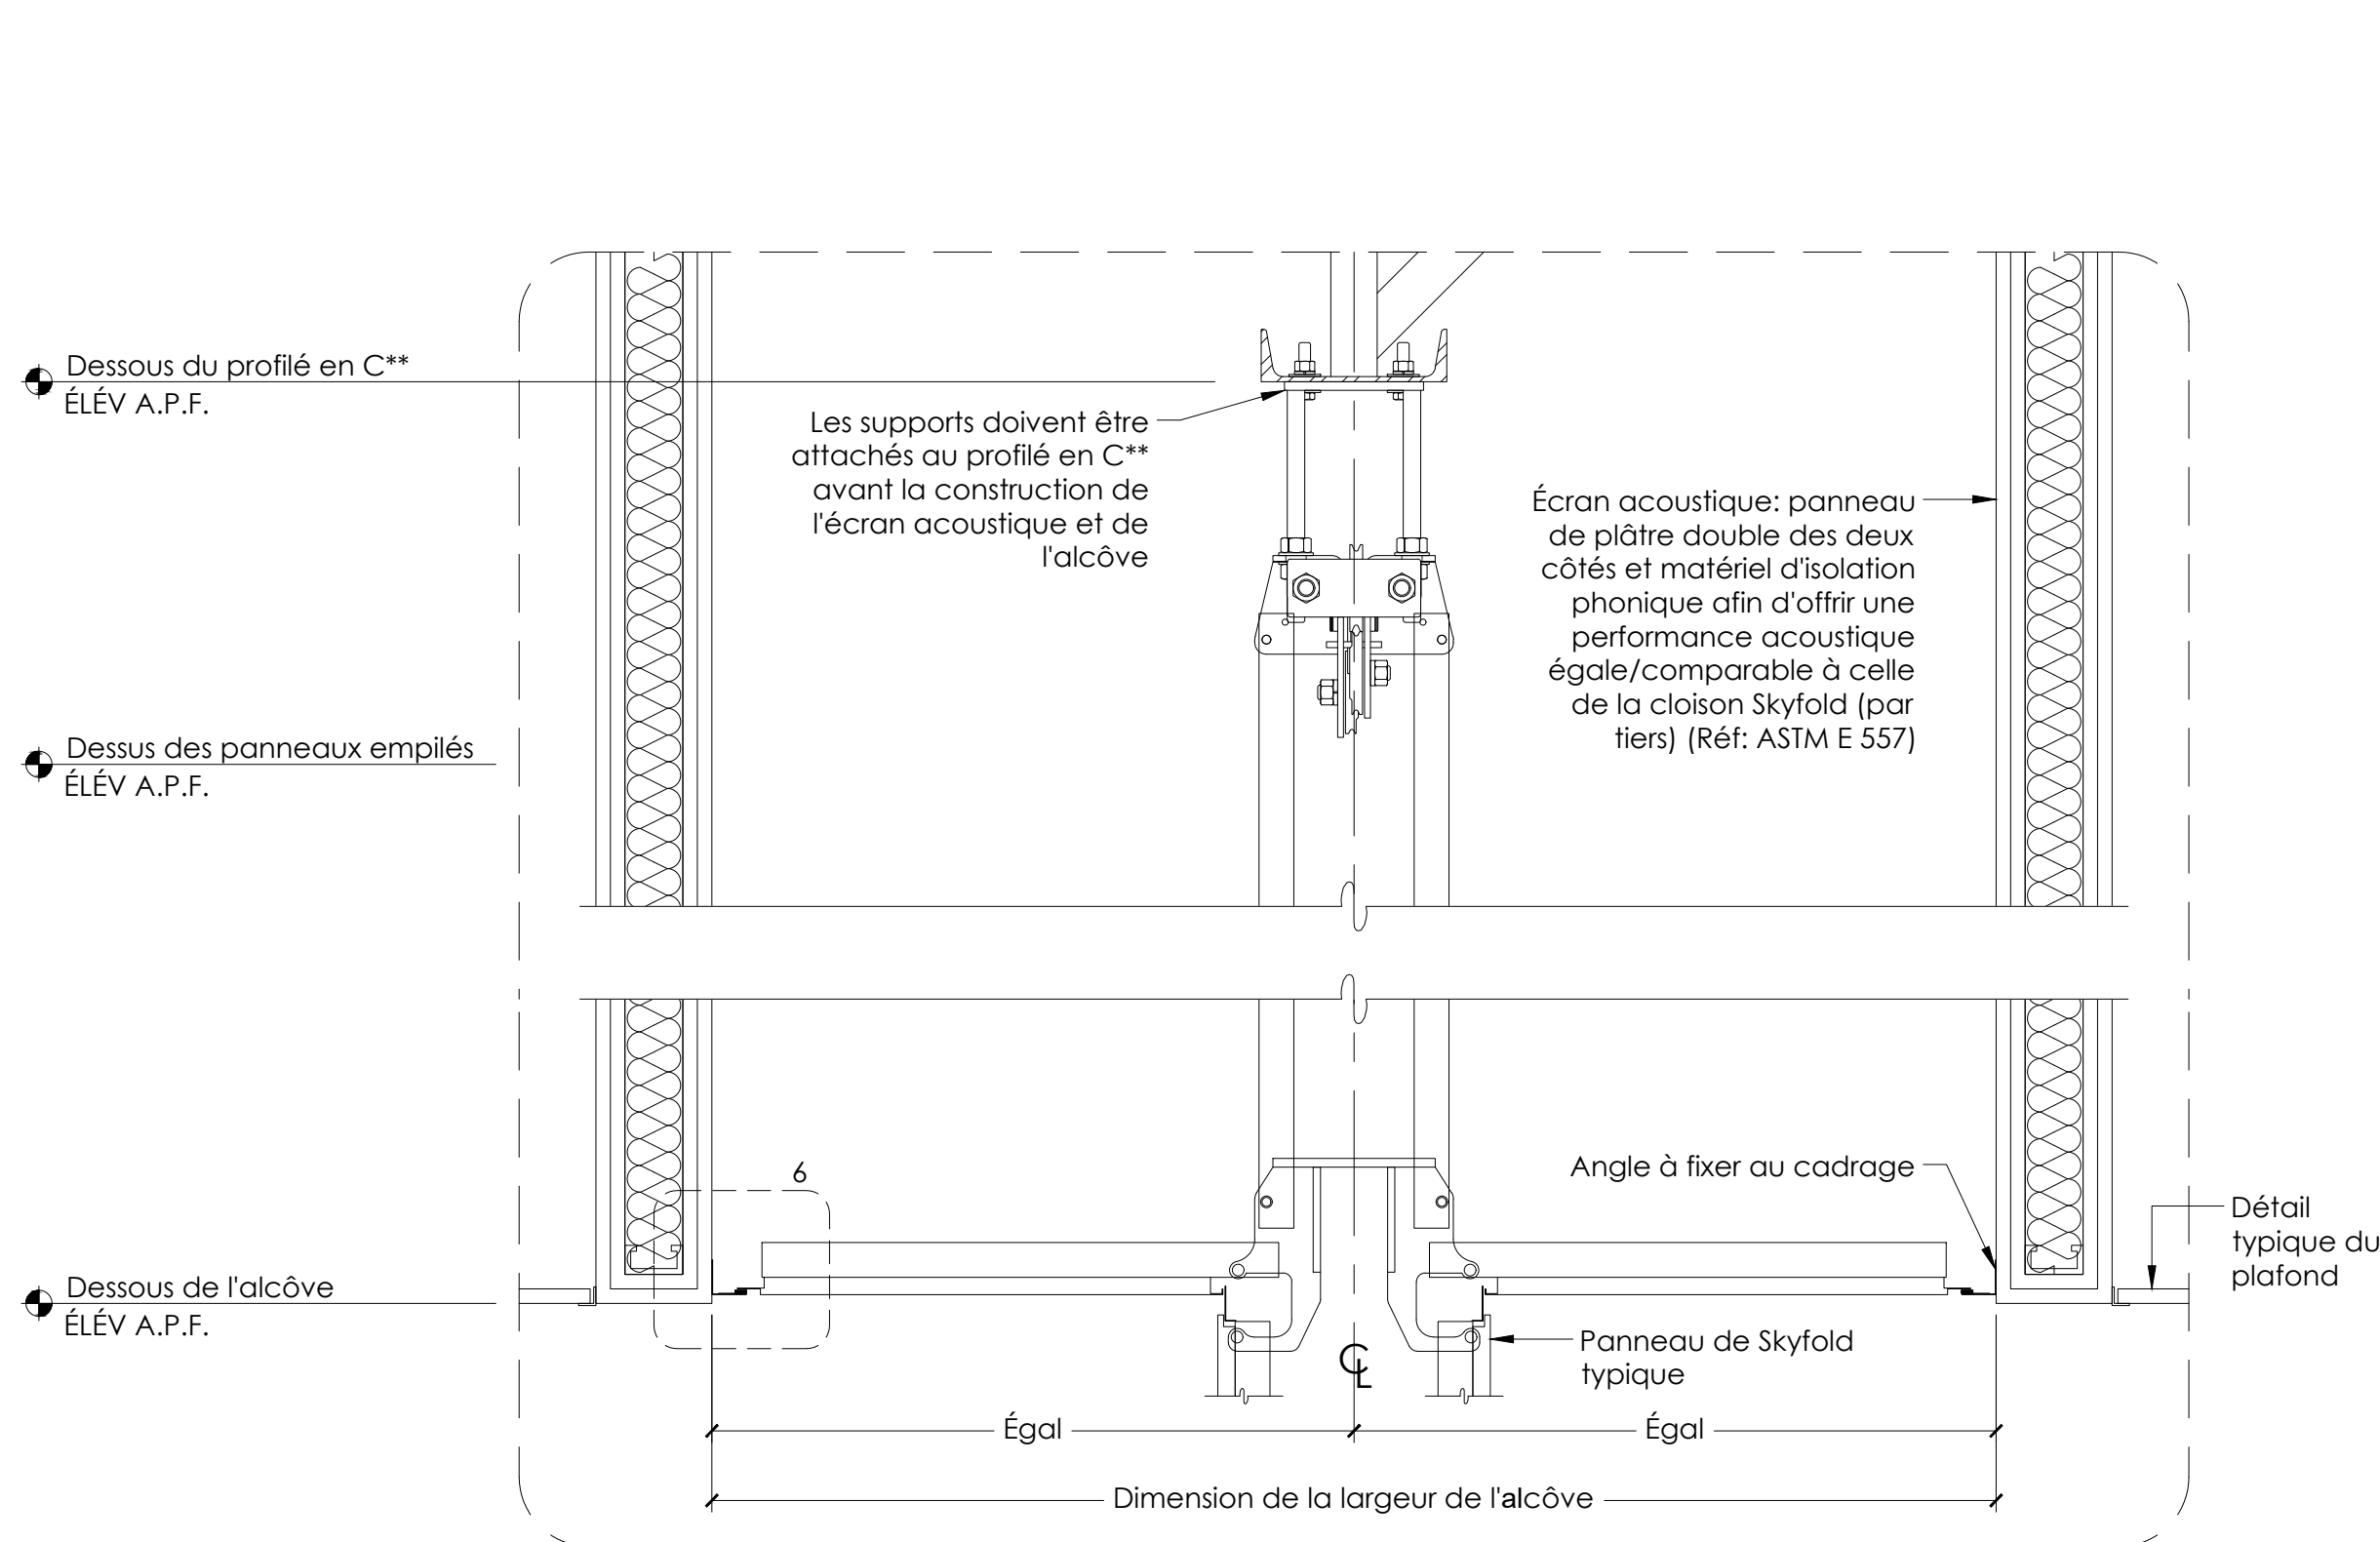 Dessous du profilé en C**
ÉLÉV A.P.F.
Les supports doivent être
attachés au profilé en C**
avant la construction de
l'écran acoustique et de
l'alcôve
Écran acoustique: panneau
de plâtre double des deux
côtés et matériel d'isolation
phonique afin d'offrir une
performance acoustique
égale/comparable à celle
de la cloison Skyfold (par
tiers) (Réf: ASTM E 557)
Dessus des panneaux empilés
ÉLÉV A.P.F.
6
Angle à fixer au cadrage
Détail
typique du
plafond
Dessous de l'alcôve
ÉLÉV A.P.F.
Panneau de Skyfold
typique
CL
Égal
Égal
Dimension de la largeur de l'alcôve